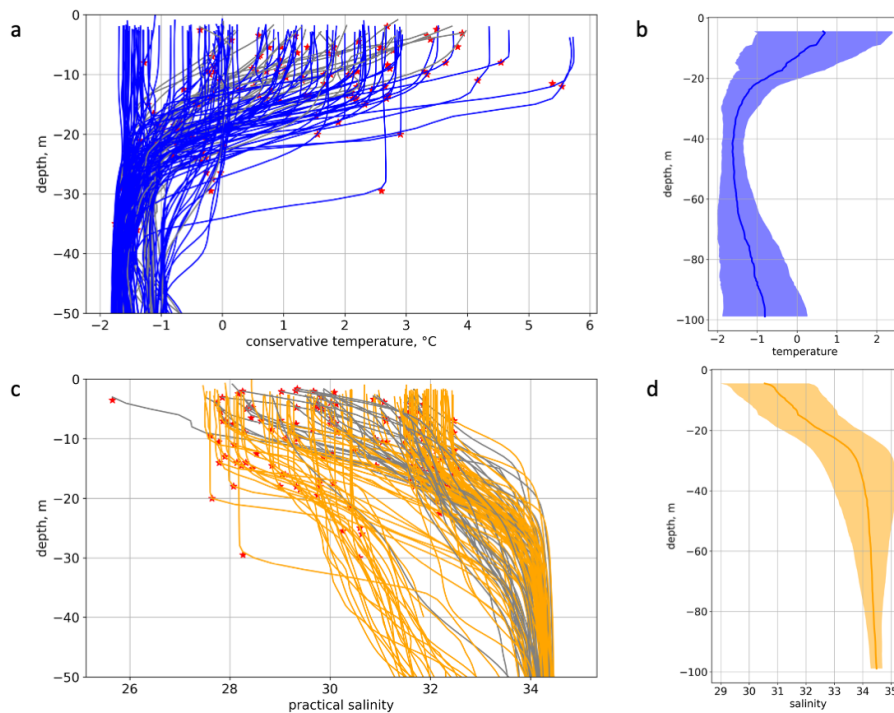 a
0
−10
−20
−30
−40
−50
depth, m
−2 −1 0 1 2 3 4 5 6
conservative temperature, °C
b
0
−20
−40
−60
−80
−100
depth, m
−2 −1 0 1 2
temperature
c
0
−10
−20
−30
−40
−50
depth, m
26 28 30 32 34
practical salinity
d
0
−20
−40
−60
−80
−100
depth, m
29 30 31 32 33 34 35
salinity